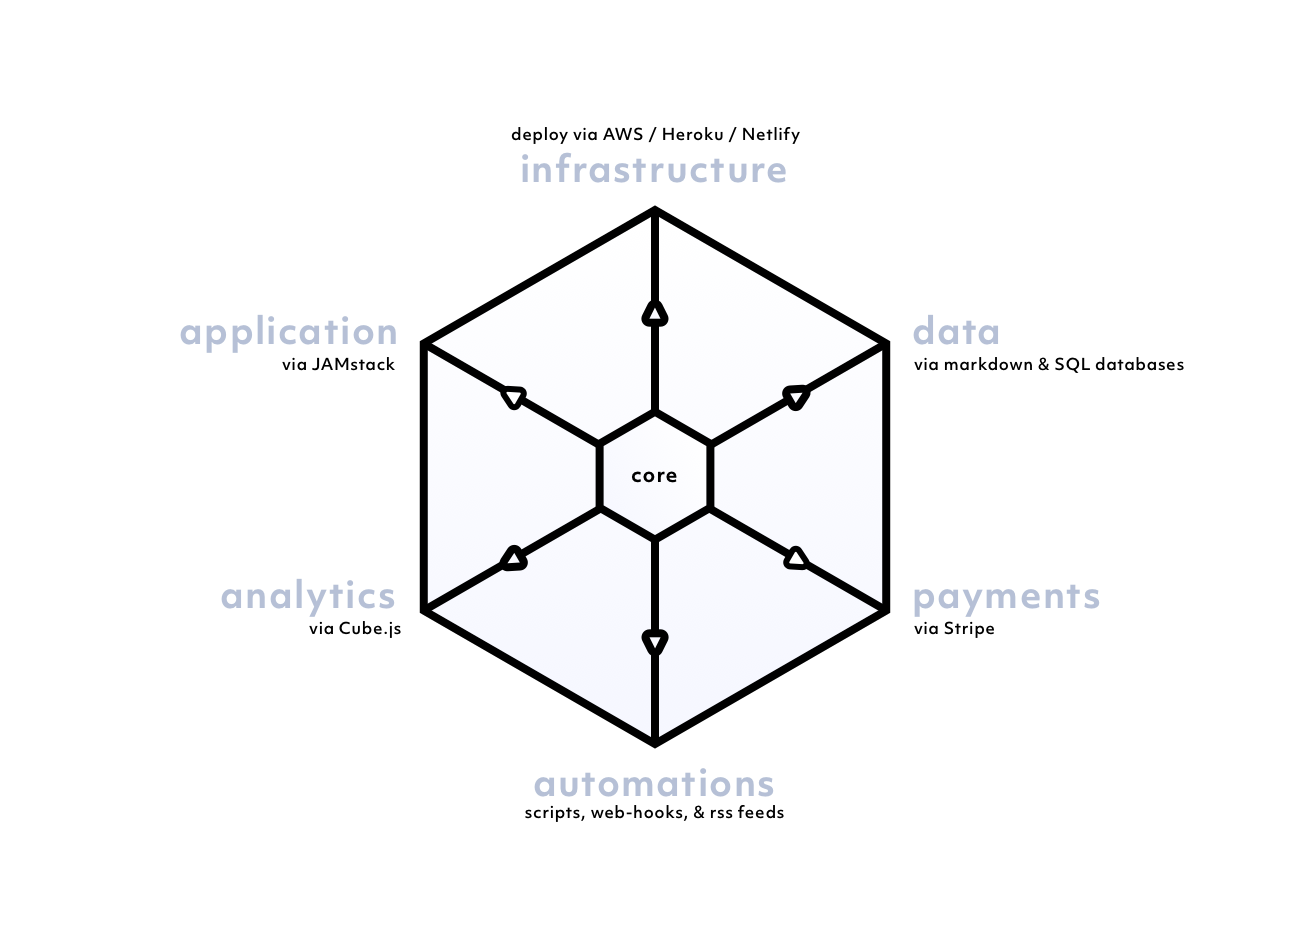 deploy via AWS / Heroku / Netlify
infrastructure
application
via JAMstack
data
via markdown & SQL databases
core
analytics
via Cube.js
payments
via Stripe
automations
scripts, web-hooks, & rss feeds